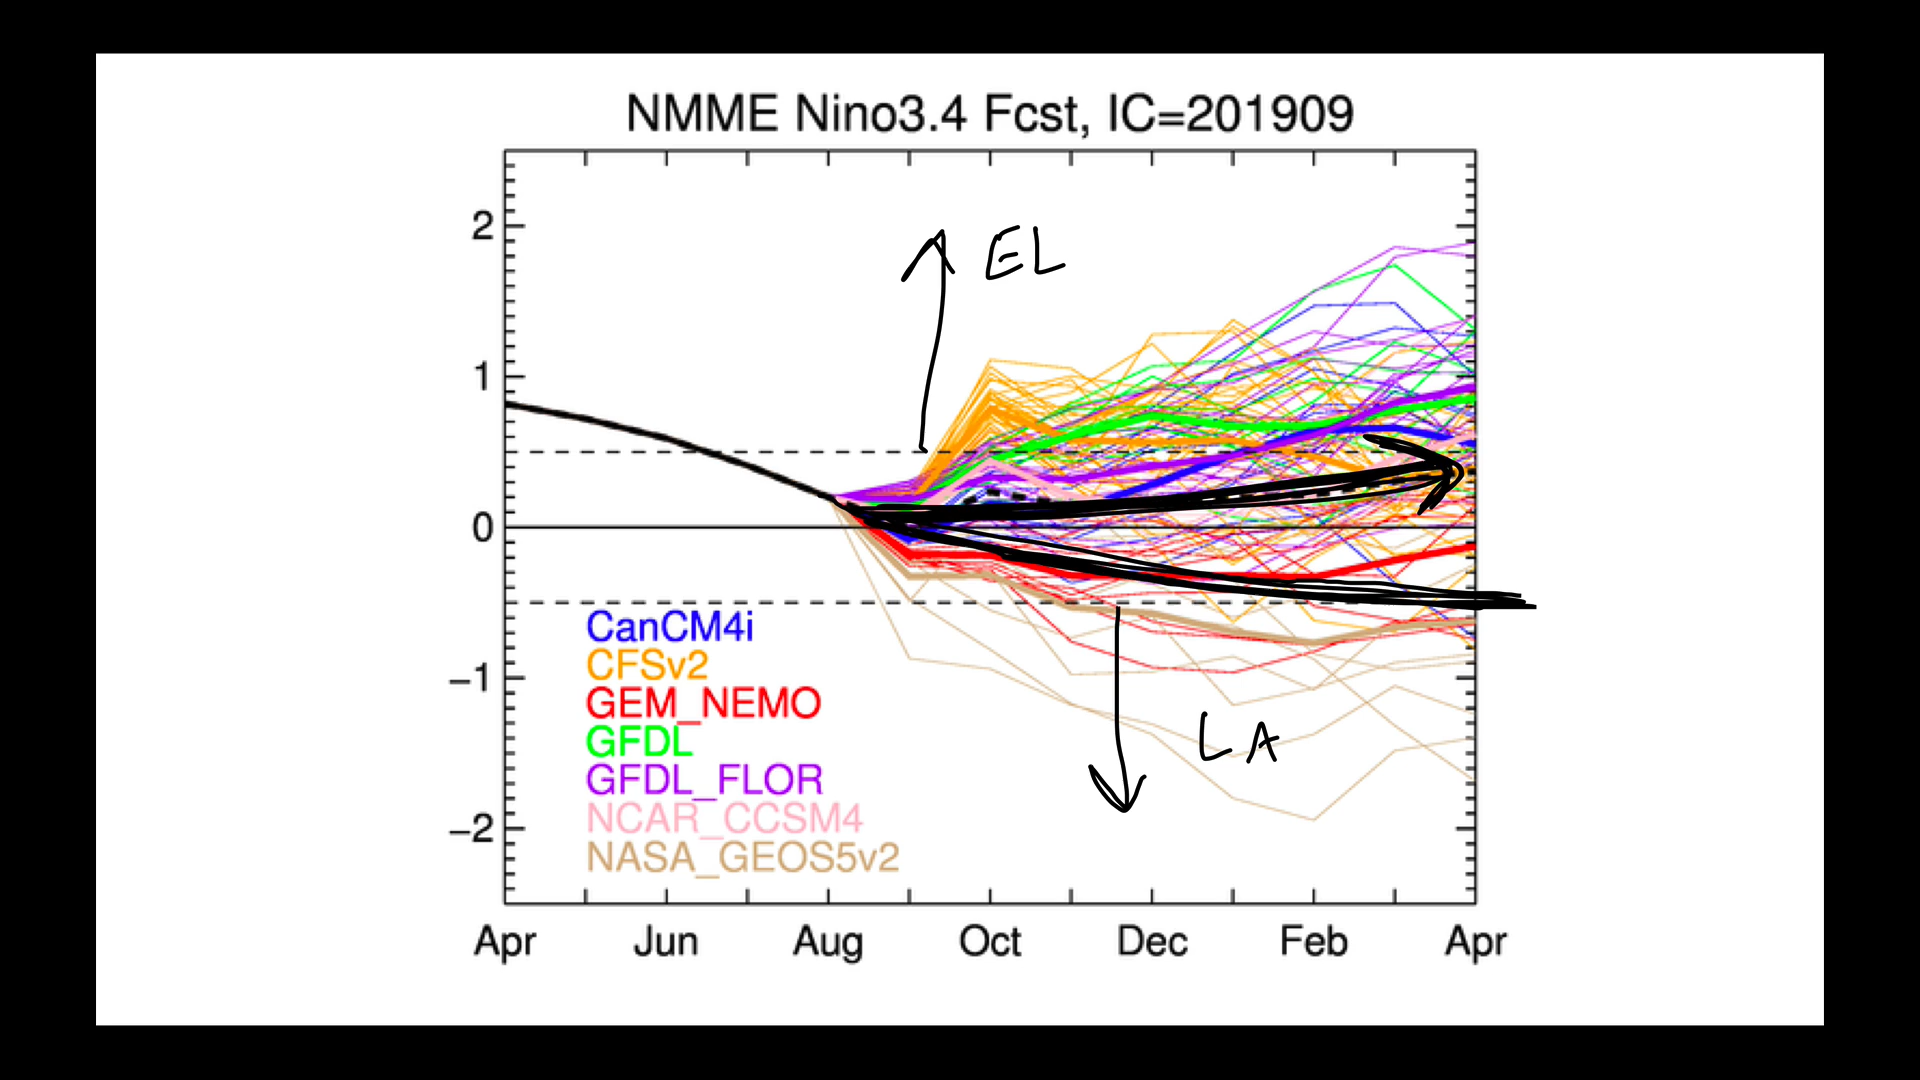 NMME Nino3.4 Fcst, IC=201909
2
EL
1
0
CanCM4i
CFSv2
−1
GEM_NEMO
GFDL
LA
GFDL_FLOR
NCAR_CCSM4
−2
NASA_GEOS5v2
Apr Jun Aug Oct Dec Feb Apr